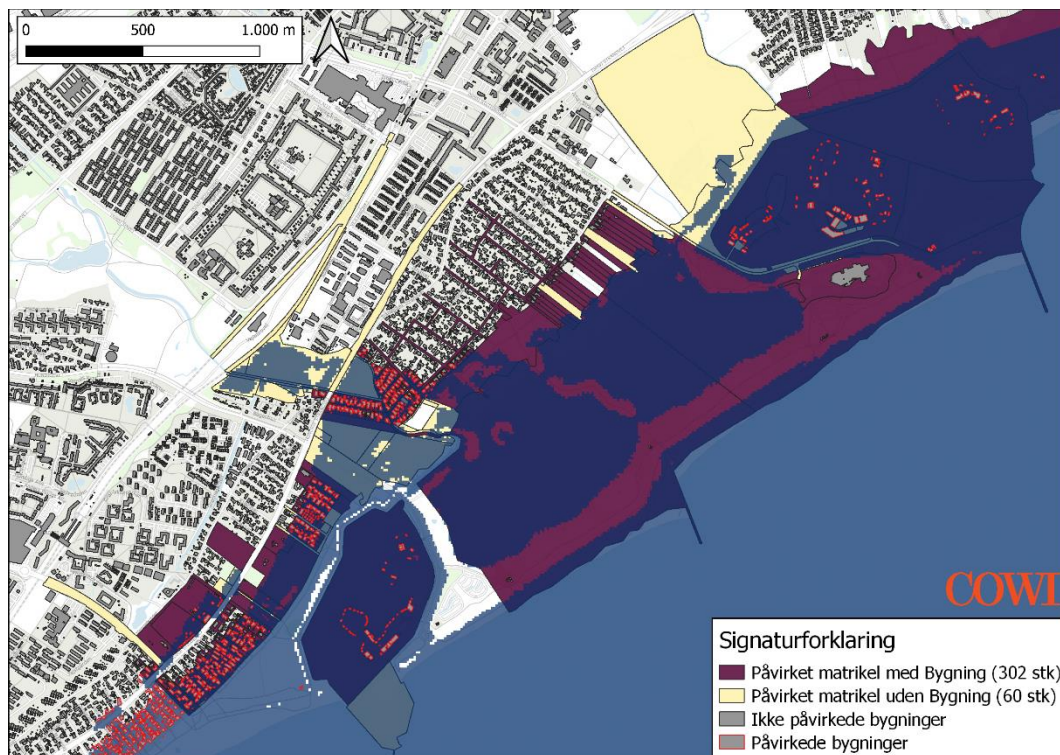 0 500 1.000 m
COWI
Signaturforklaring
Påvirket matrikel med Bygning (302 stk)
Påvirket matrikel uden Bygning (60 stk)
Ikke påvirkede bygninger
Påvirkede bygninger